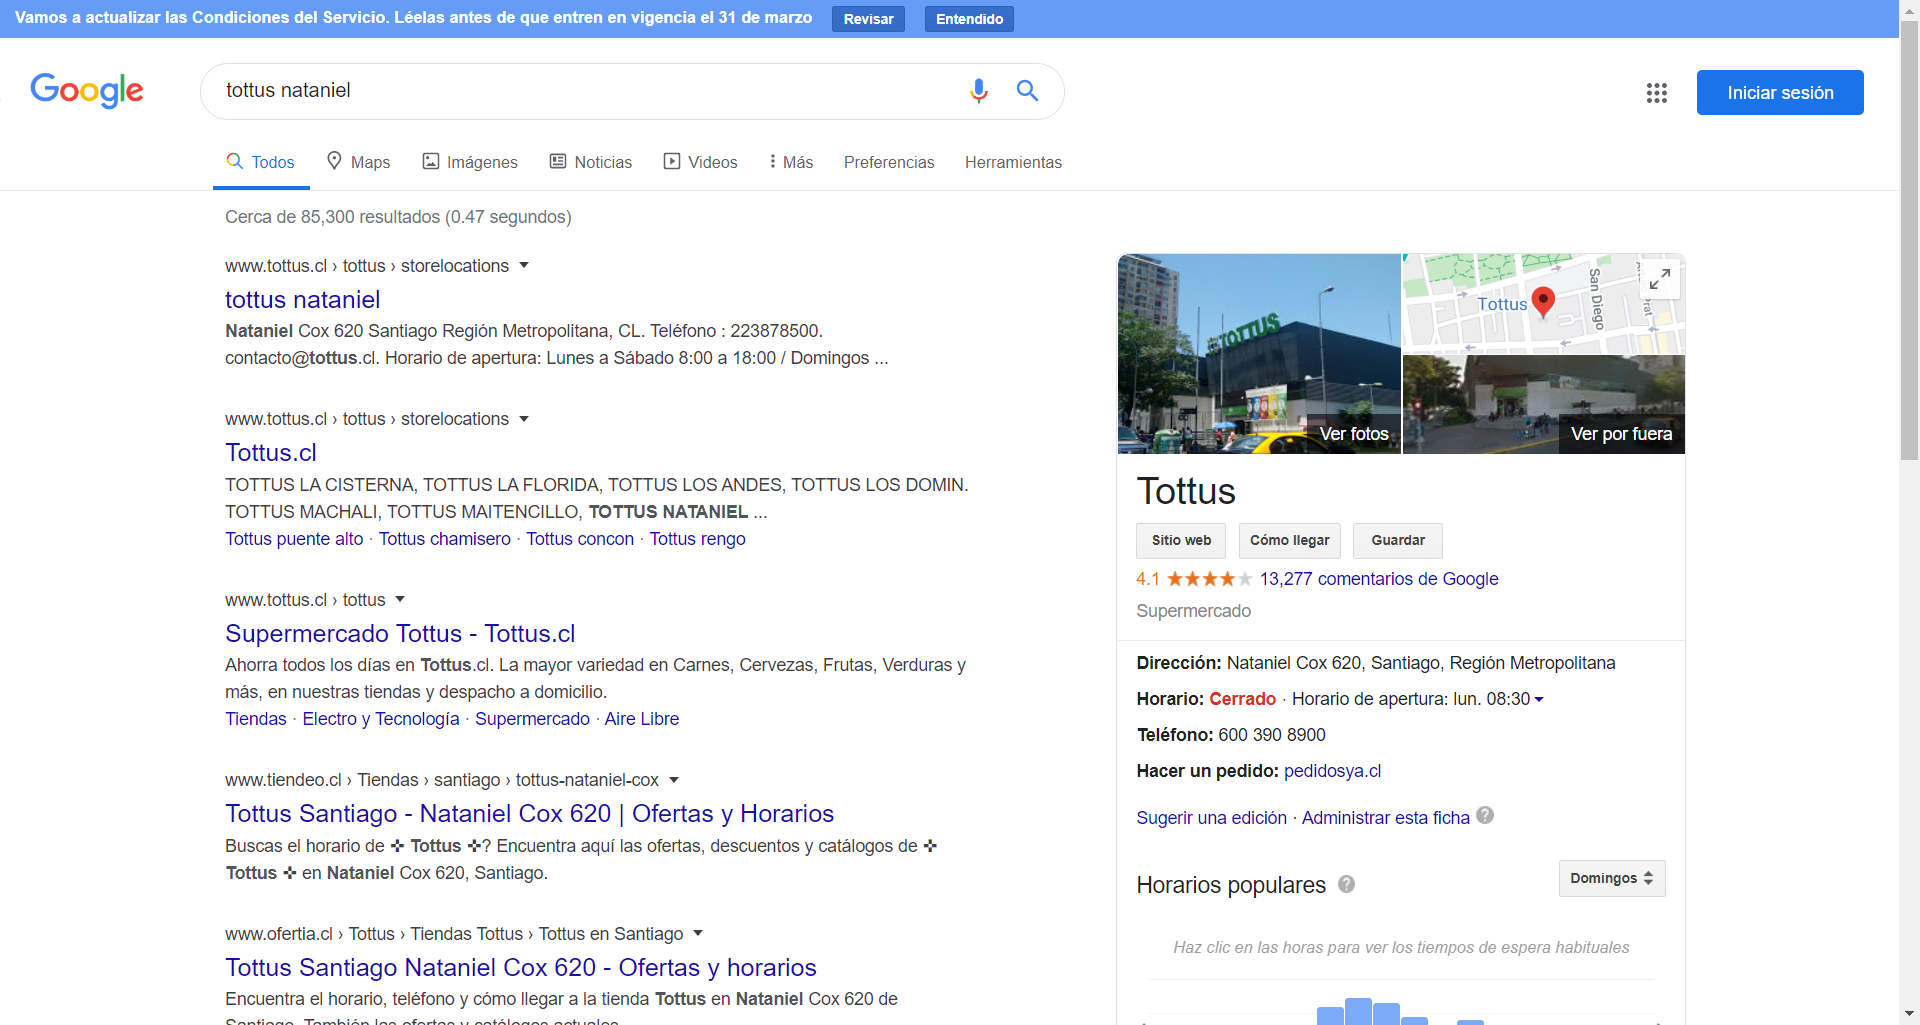 Vamos a actualizar las Condiciones del Servicio. Léelas antes de que entren en vigencia el 31 de marzo Revisar Entendido
Google tottus nataniel Iniciar sesión
Todos Maps Imágenes Noticias Videos Más Preferencias Herramientas
Cerca de 85,300 resultados (0.47 segundos)
www.tottus.cl › tottus › storelocations
tottus nataniel
Nataniel Cox 620 Santiago Región Metropolitana, CL. Teléfono : 223878500.
contacto@tottus.cl. Horario de apertura: Lunes a Sábado 8:00 a 18:00 / Domingos ...
www.tottus.cl › tottus › storelocations
Tottus.cl
TOTTUS LA CISTERNA, TOTTUS LA FLORIDA, TOTTUS LOS ANDES, TOTTUS LOS DOMIN.
TOTTUS MACHALI, TOTTUS MAITENCILLO, TOTTUS NATANIEL ...
Tottus puente alto · Tottus chamisero · Tottus concon · Tottus rengo
www.tottus.cl › tottus
Supermercado Tottus - Tottus.cl
Ahorra todos los días en Tottus.cl. La mayor variedad en Carnes, Cervezas, Frutas, Verduras y
más, en nuestras tiendas y despacho a domicilio.
Tiendas · Electro y Tecnología · Supermercado · Aire Libre
www.tiendeo.cl › Tiendas › santiago › tottus-nataniel-cox
Tottus Santiago - Nataniel Cox 620 | Ofertas y Horarios
Buscas el horario de ✜ Tottus ✜? Encuentra aquí las ofertas, descuentos y catálogos de ✜
Tottus ✜ en Nataniel Cox 620, Santiago.
www.ofertia.cl › Tottus › Tiendas Tottus › Tottus en Santiago
Tottus Santiago Nataniel Cox 620 - Ofertas y horarios
Encuentra el horario, teléfono y cómo llegar a la tienda Tottus en Nataniel Cox 620 de
Santiago. También las ofertas y catálogos actuales.
TOTTUS
Ver fotos
Tottus
San Diego
Prat
Ver por fuera
Tottus
Sitio web Cómo llegar Guardar
4.1 13,277 comentarios de Google
Supermercado
Dirección: Nataniel Cox 620, Santiago, Región Metropolitana
Horario: Cerrado · Horario de apertura: lun. 08:30
Teléfono: 600 390 8900
Hacer un pedido: pedidosya.cl
Sugerir una edición · Administrar esta ficha ?
Horarios populares ? Domingos
Haz clic en las horas para ver los tiempos de espera habituales